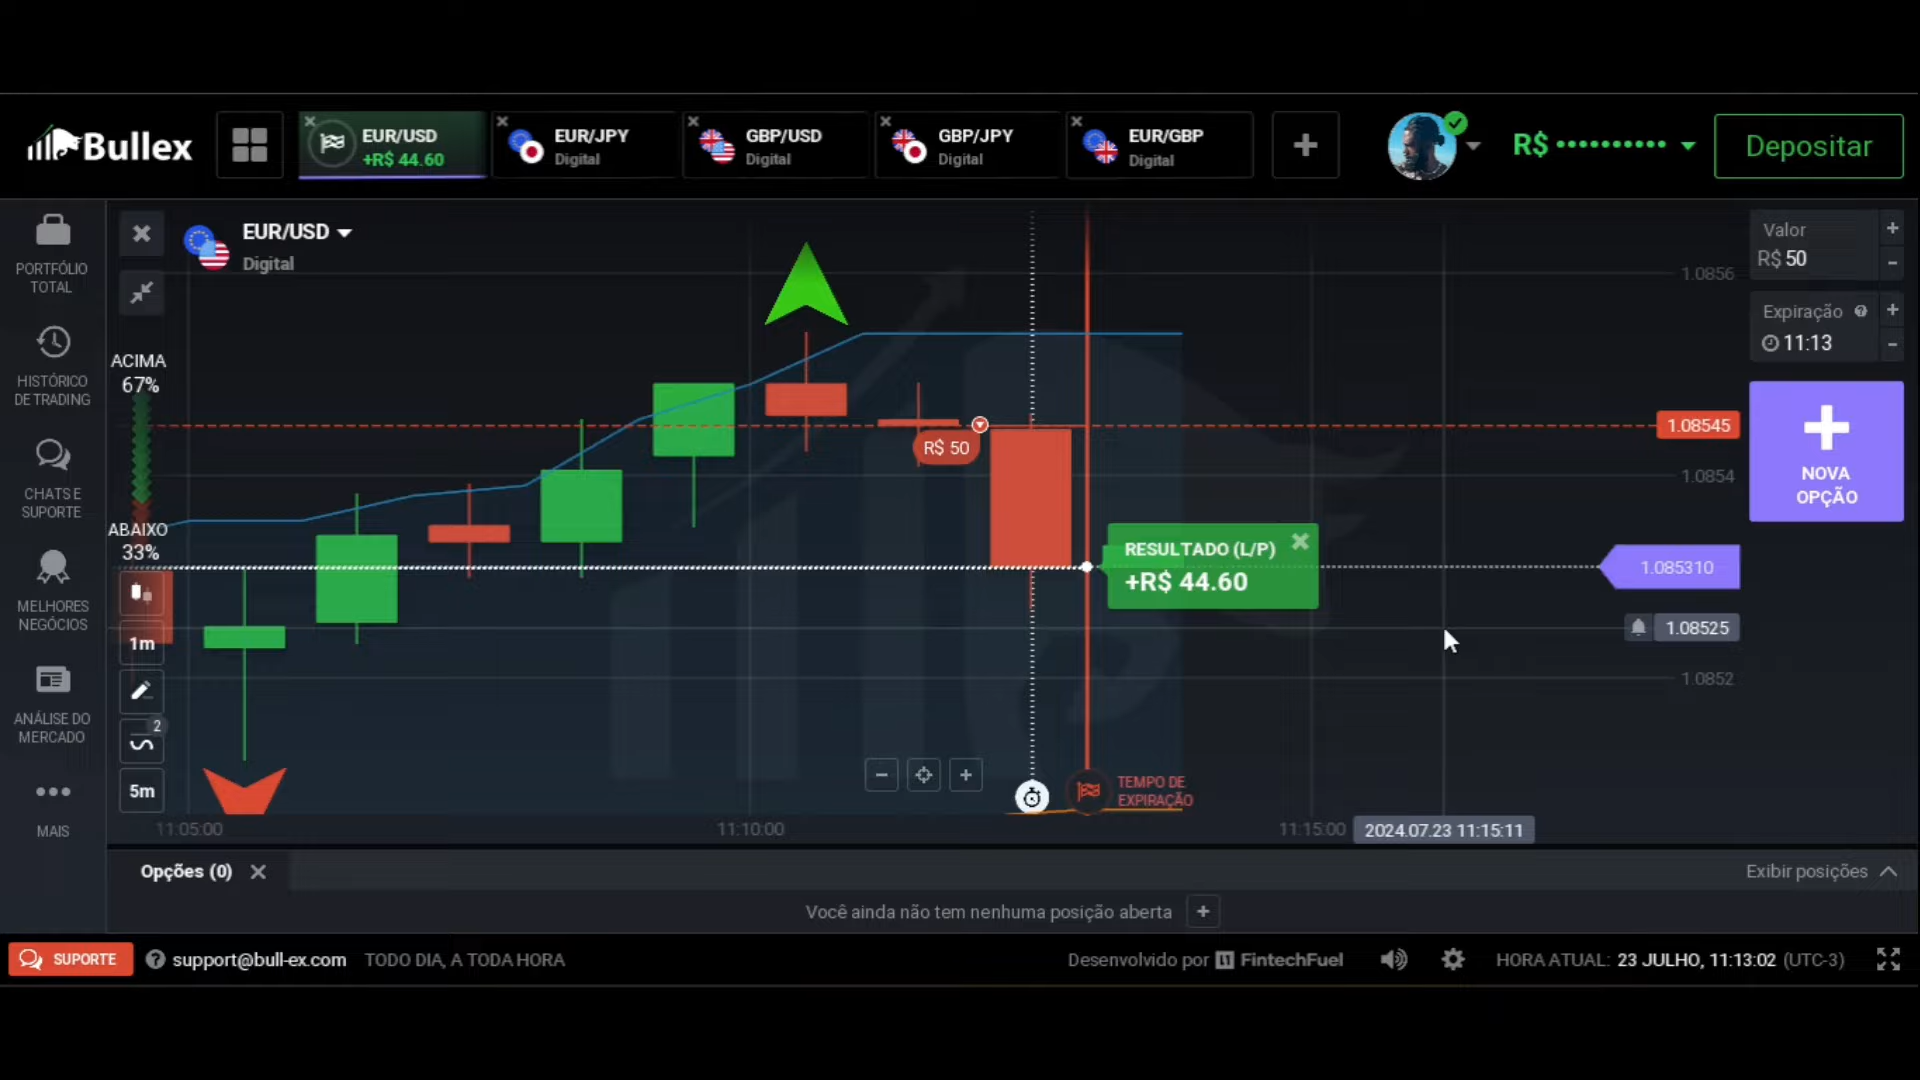 Bullex
EUR/USD
+R$ 44.60
EUR/JPY
Digital
GBP/USD
Digital
GBP/JPY
Digital
EUR/GBP
Digital
R$ ••••••••••
Depositar
PORTFÓLIO
TOTAL
HISTÓRICO
DE TRADING
CHATS E
SUPORTE
MELHORES
NEGÓCIOS
ANÁLISE DO
MERCADO
MAIS
EUR/USD
Digital
ACIMA
67%
ABAIXO
33%
1m
2
5m
R$ 50
RESULTADO (L/P)
+R$ 44.60
TEMPO DE
EXPIRAÇÃO
1.0856
1.08545
1.0854
1.085310
1.08525
1.0852
11:05:00
11:10:00
11:15:00
2024.07.23 11:15:11
Valor
R$ 50
Expiração
11:13
NOVA
OPÇÃO
Opções (0)
Exibir posições
Você ainda não tem nenhuma posição aberta
SUPORTE
support@bull-ex.com
TODO DIA, A TODA HORA
Desenvolvido por FintechFuel
HORA ATUAL: 23 JULHO, 11:13:02 (UTC-3)